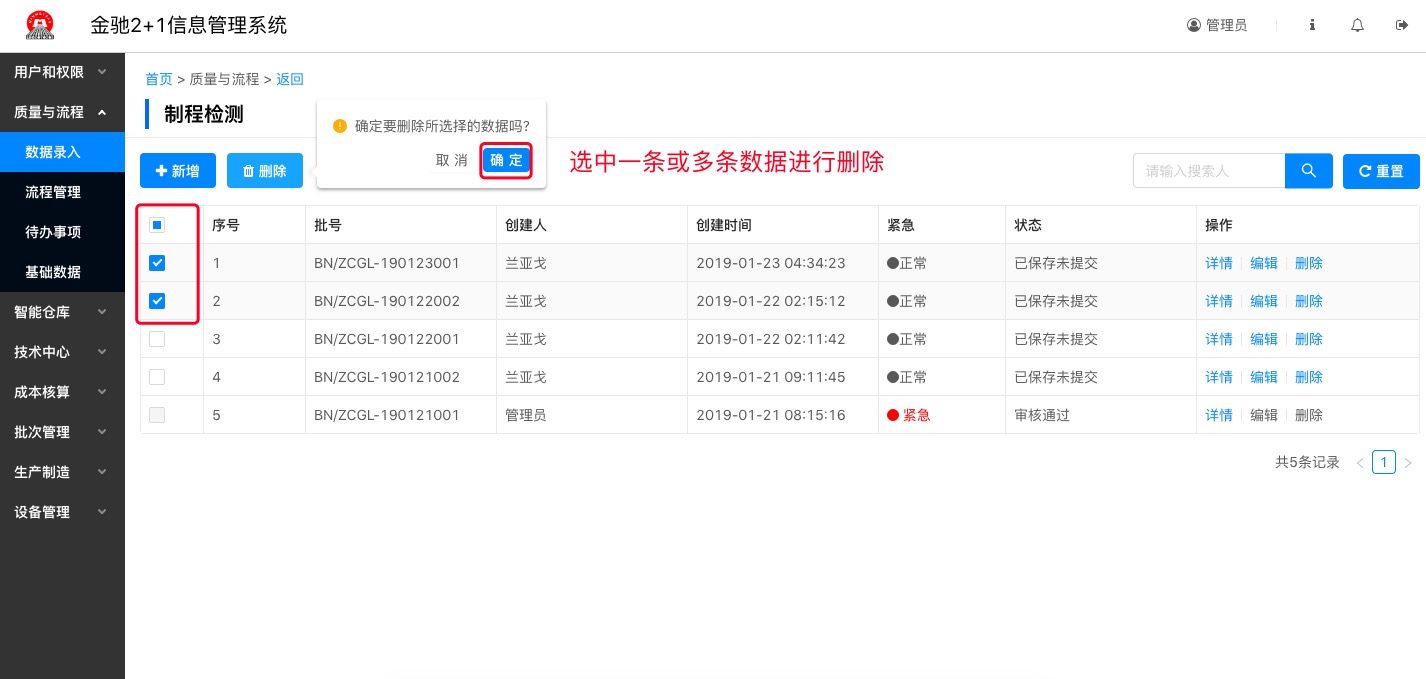 金驰2+1信息管理系统
管理员
用户和权限
质量与流程
数据录入
流程管理
待办事项
基础数据
智能仓库
技术中心
成本核算
批次管理
生产制造
设备管理
首页 > 质量与流程 > 返回
制程检测
确定要删除所选择的数据吗?
取 消 确 定
新增 删除
选中一条或多条数据进行删除
请输入搜索人 重置
序号 批号 创建人 创建时间 紧急 状态 操作
1 BN/ZCGL-190123001 兰亚戈 2019-01-23 04:34:23 正常 已保存未提交 详情 编辑 删除
2 BN/ZCGL-190122002 兰亚戈 2019-01-22 02:15:12 正常 已保存未提交 详情 编辑 删除
3 BN/ZCGL-190122001 兰亚戈 2019-01-22 02:11:42 正常 已保存未提交 详情 编辑 删除
4 BN/ZCGL-190121002 兰亚戈 2019-01-21 09:11:45 正常 已保存未提交 详情 编辑 删除
5 BN/ZCGL-190121001 管理员 2019-01-21 08:15:16 紧急 审核通过 详情 编辑 删除
共5条记录 < 1 >